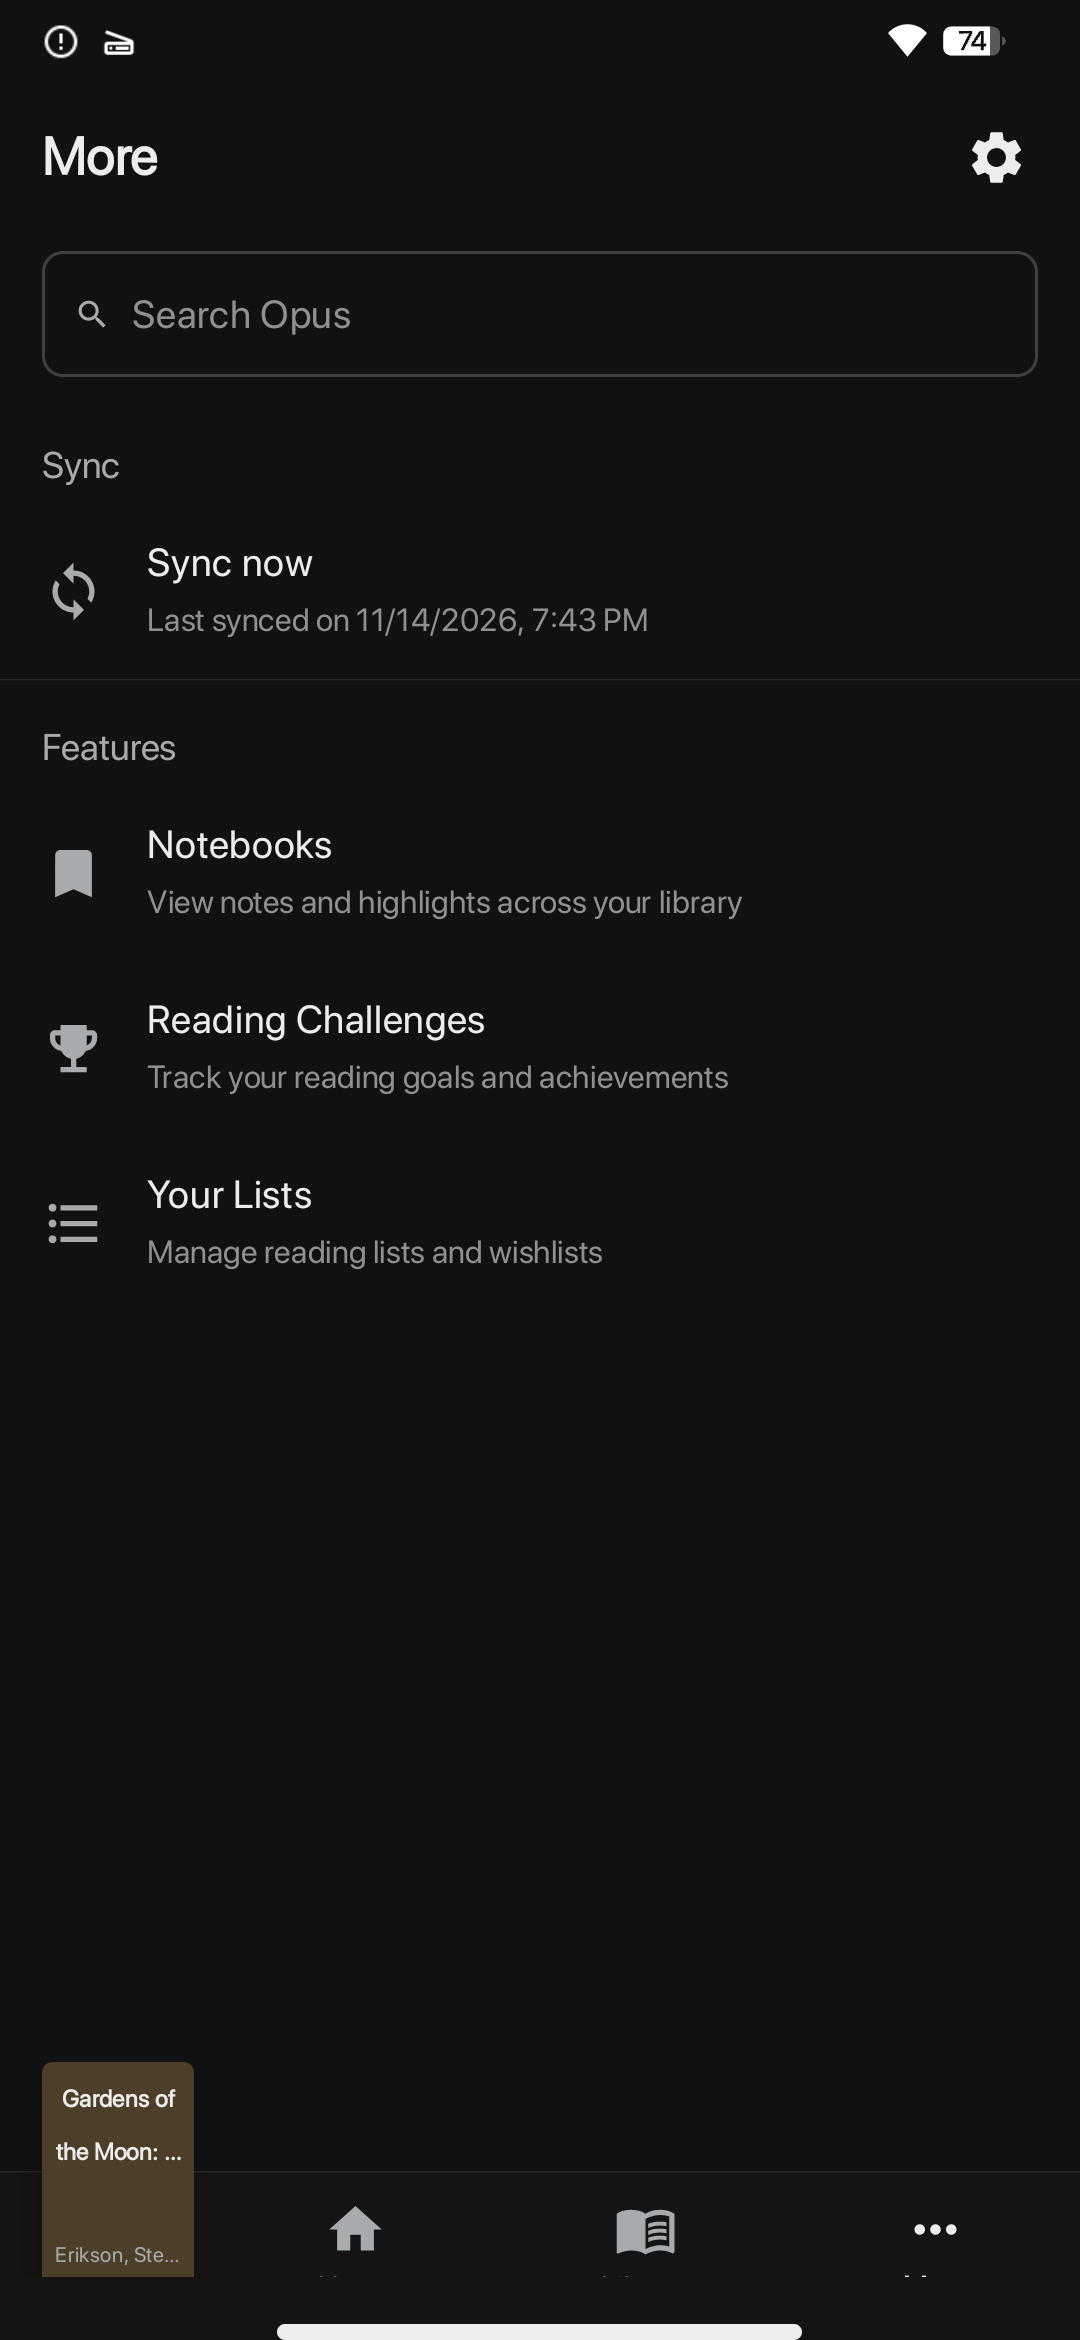 74
More
Search Opus
Sync
Sync now
Last synced on 11/14/2026, 7:43 PM
Features
Notebooks
View notes and highlights across your library
Reading Challenges
Track your reading goals and achievements
Your Lists
Manage reading lists and wishlists
Gardens of
the Moon: ...
Erikson, Ste...